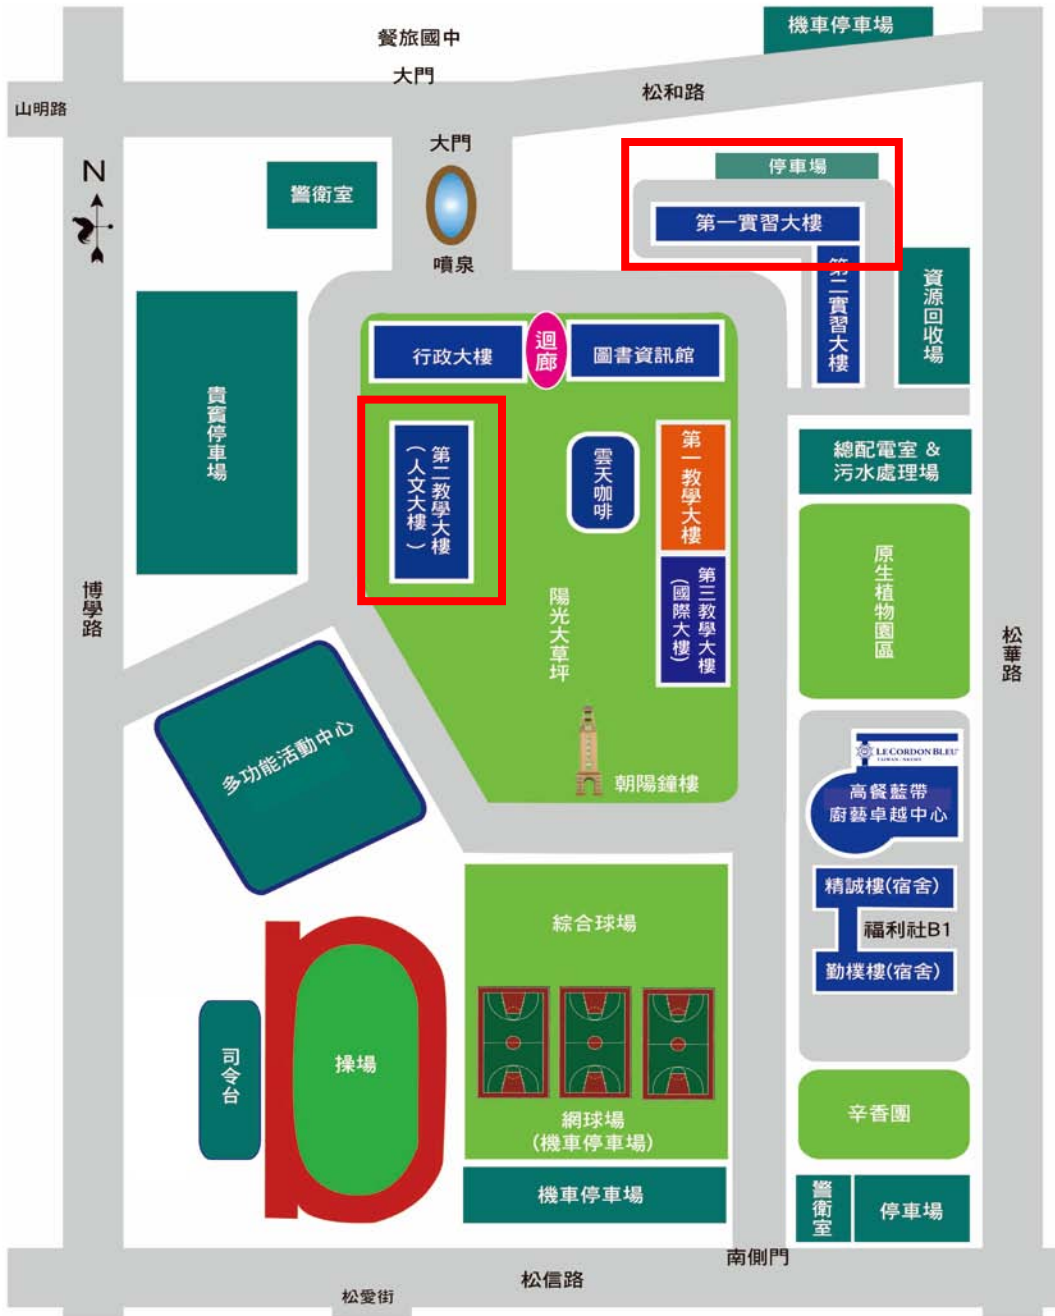 機車停車場
餐旅國中
大門
松和路
山明路
大門
N
停車場
警衛室
第一實習大樓
噴泉
第二實習大樓
資源回收場
行政大樓
迴廊
圖書資訊館
貴賓停車場
第二教學大樓
(人文大樓)
雲天咖啡
第一教學大樓
總配電室 &
污水處理場
原生植物園區
博學路
陽光大草坪
第三教學大樓
(國際大樓)
松華路
多功能活動中心
朝陽鐘樓
LE CORDON BLEU
高餐藍帶
廚藝卓越中心
精誠樓(宿舍)
福利社B1
勤樸樓(宿舍)
綜合球場
司令台
操場
網球場
(機車停車場)
辛香團
機車停車場
警衛室
停車場
南側門
松信路
松愛街